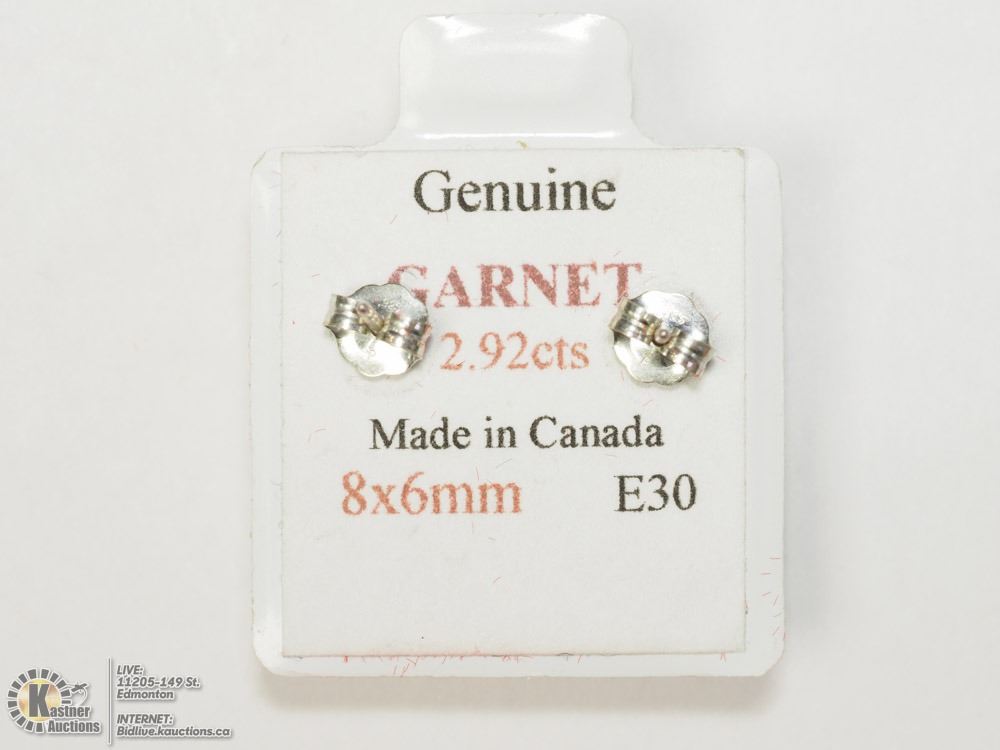 Genuine
GARNET
2.92cts
Made in Canada
8x6mm E30
Kastner
Auctions
LIVE:
11205-149 St.
Edmonton
INTERNET:
Bidlive.kauctions.ca